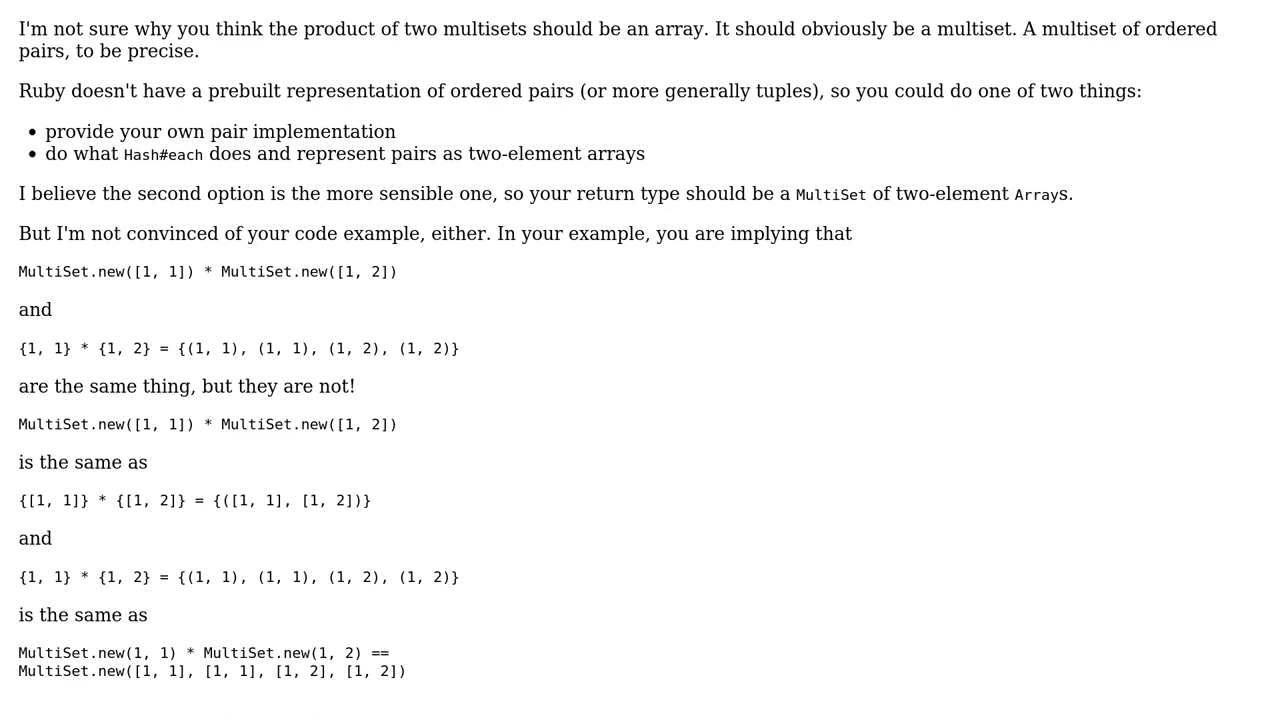 I'm not sure why you think the product of two multisets should be an array. It should obviously be a multiset. A multiset of ordered
pairs, to be precise.
Ruby doesn't have a prebuilt representation of ordered pairs (or more generally tuples), so you could do one of two things:
• provide your own pair implementation
• do what Hash#each does and represent pairs as two-element arrays
I believe the second option is the more sensible one, so your return type should be a MultiSet of two-element Arrays.
But I'm not convinced of your code example, either. In your example, you are implying that
MultiSet.new([1, 1]) * MultiSet.new([1, 2])
and
{1, 1} * {1, 2} = {(1, 1), (1, 1), (1, 2), (1, 2)}
are the same thing, but they are not!
MultiSet.new([1, 1]) * MultiSet.new([1, 2])
is the same as
{[1, 1]} * {[1, 2]} = {([1, 1], [1, 2])}
and
{1, 1} * {1, 2} = {(1, 1), (1, 1), (1, 2), (1, 2)}
is the same as
MultiSet.new(1, 1) * MultiSet.new(1, 2) ==
MultiSet.new([1, 1], [1, 1], [1, 2], [1, 2])